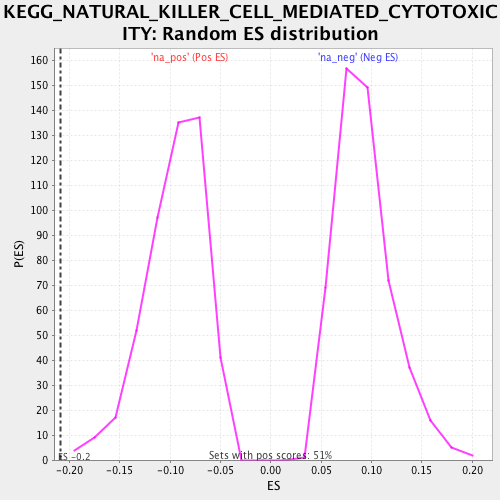 KEGG_NATURAL_KILLER_CELL_MEDIATED_CYTOTOXIC
ITY: Random ES distribution
'na_pos' (Pos ES) 'na_neg' (Neg ES)
160
150
140
130
120
110
100
90
80
70
60
50
40
30
20
10
0
P(ES)
ES -0.2
Sets with pos scores: 51%
-0.20 -0.15 -0.10 -0.05 0.00 0.05 0.10 0.15 0.20
ES